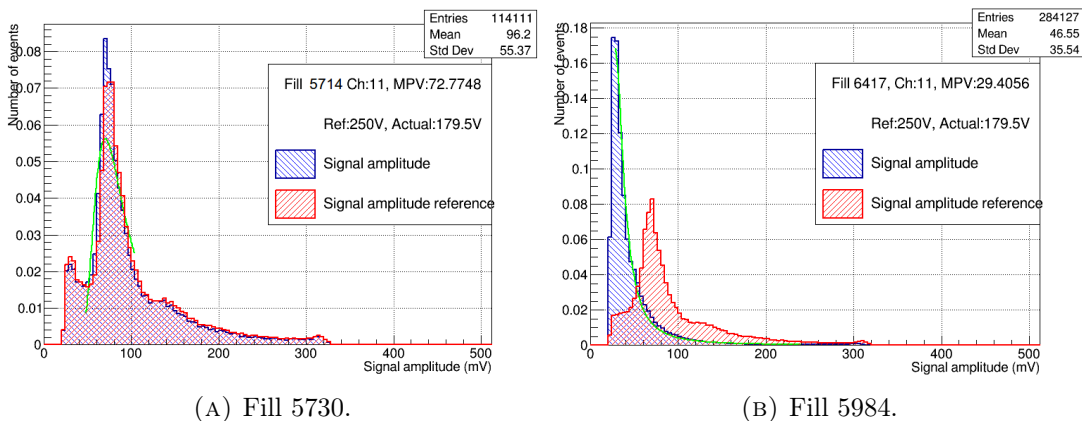 Entries 114111
Mean 96.2
Std Dev 55.37
Number of events
0.08
0.07
0.06
0.05
0.04
0.03
0.02
0.01
0
Fill 5714 Ch:11, MPV:72.7748
Ref:250V, Actual:179.5V
Signal amplitude
Signal amplitude reference
0 100 200 300 400 500
Signal amplitude (mV)
(A) Fill 5730.
Entries 284127
Mean 46.55
Std Dev 35.54
Number of events
0.18
0.16
0.14
0.12
0.1
0.08
0.06
0.04
0.02
0
Fill 6417, Ch:11, MPV:29.4056
Ref:250V, Actual:179.5V
Signal amplitude
Signal amplitude reference
0 100 200 300 400 500
Signal amplitude (mV)
(B) Fill 5984.